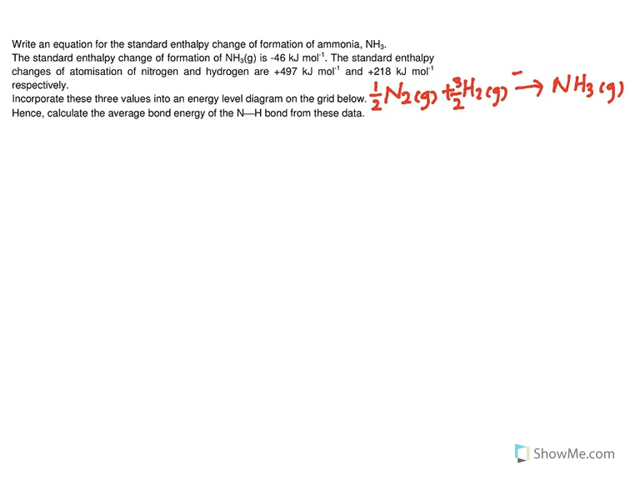 Write an equation for the standard enthalpy change of formation of ammonia, NH₃.
The standard enthalpy change of formation of NH₃(g) is -46 kJ mol⁻¹. The standard enthalpy
changes of atomisation of nitrogen and hydrogen are +497 kJ mol⁻¹ and +218 kJ mol⁻¹
respectively.
Incorporate these three values into an energy level diagram on the grid below.
Hence, calculate the average bond energy of the N—H bond from these data.
½N₂(g) + 3/2H₂(g) → NH₃(g)
ShowMe.com